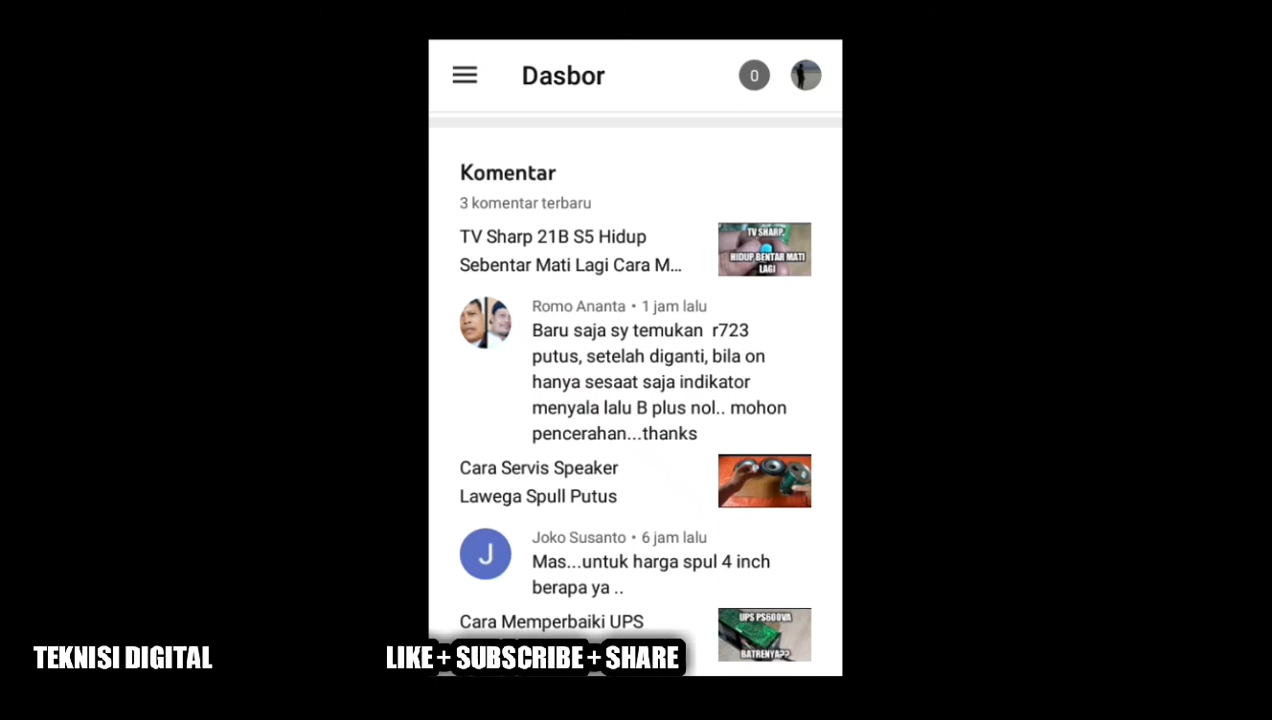 Dasbor
0
Komentar
3 komentar terbaru
TV Sharp 21B S5 Hidup
Sebentar Mati Lagi Cara M...
TV SHARP,
HIDUP BENTAR MATI
LAGI
Romo Ananta • 1 jam lalu
Baru saja sy temukan r723
putus, setelah diganti, bila on
hanya sesaat saja indikator
menyala lalu B plus nol.. mohon
pencerahan...thanks
Cara Servis Speaker
Lawega Spull Putus
J
Joko Susanto • 6 jam lalu
Mas...untuk harga spul 4 inch
berapa ya ..
Cara Memperbaiki UPS
UPS PS600VA
BATRENYA??
TEKNISI DIGITAL
LIKE + SUBSCRIBE + SHARE